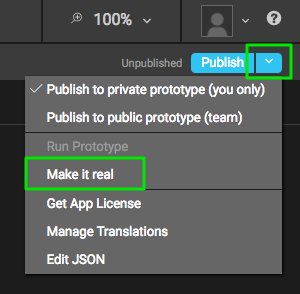 100%
?
Unpublished Publish
Publish to private prototype (you only)
Publish to public prototype (team)
Run Prototype
Make it real
Get App License
Manage Translations
Edit JSON